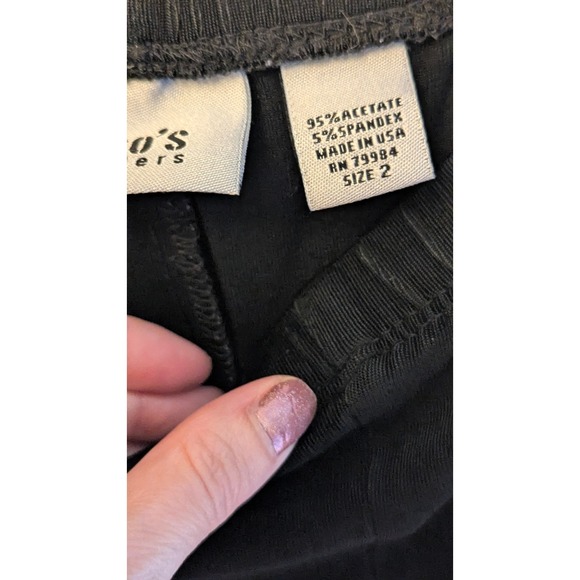 o's
ers
95% ACETATE
5% SPANDEX
MADE IN USA
RN 79984
SIZE 2